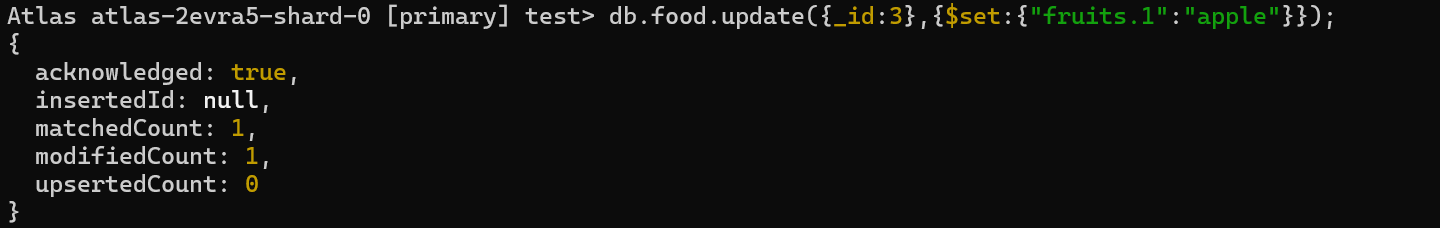 Atlas atlas-2evra5-shard-0 [primary] test> db.food.update({_id:3},{$set:{"fruits.1":"apple"}});
{
  acknowledged: true,
  insertedId: null,
  matchedCount: 1,
  modifiedCount: 1,
  upsertedCount: 0
}